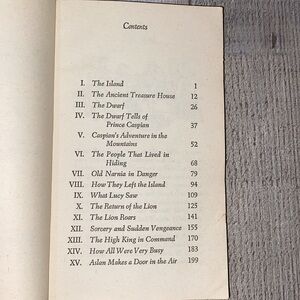 Contents
I. The Island 1
II. The Ancient Treasure House 12
III. The Dwarf 26
IV. The Dwarf Tells of
Prince Caspian 37
V. Caspian's Adventure in the
Mountains 52
VI. The People That Lived in
Hiding 68
VII. Old Narnia in Danger 79
VIII. How They Left the Island 94
IX. What Lucy Saw 109
X. The Return of the Lion 125
XI. The Lion Roars 141
XII. Sorcery and Sudden Vengeance 155
XIII. The High King in Command 170
XIV. How All Were Very Busy 183
XV. Aslan Makes a Door in the Air 199